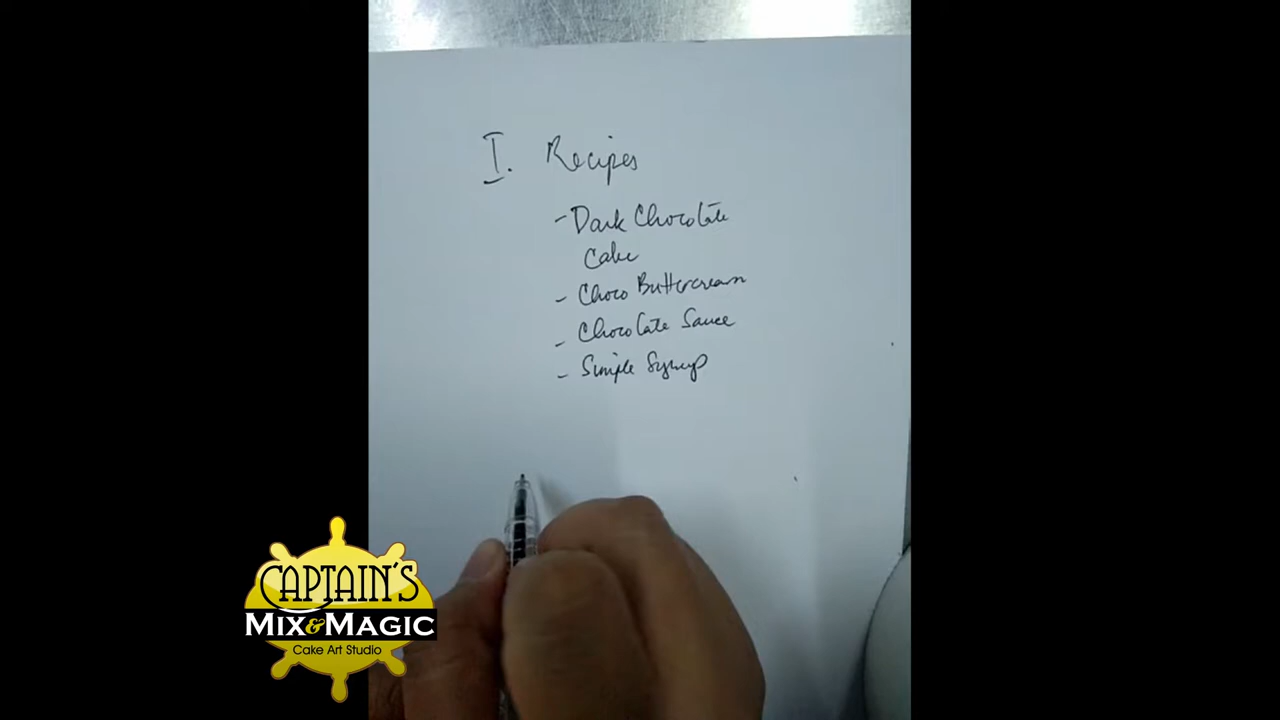 I. Recipes
- Dark Chocolate
Cake
- Choco Buttercream
- Chocolate Sauce
- Simple Syrup
CAPTAIN'S
MIX & MAGIC
Cake Art Studio